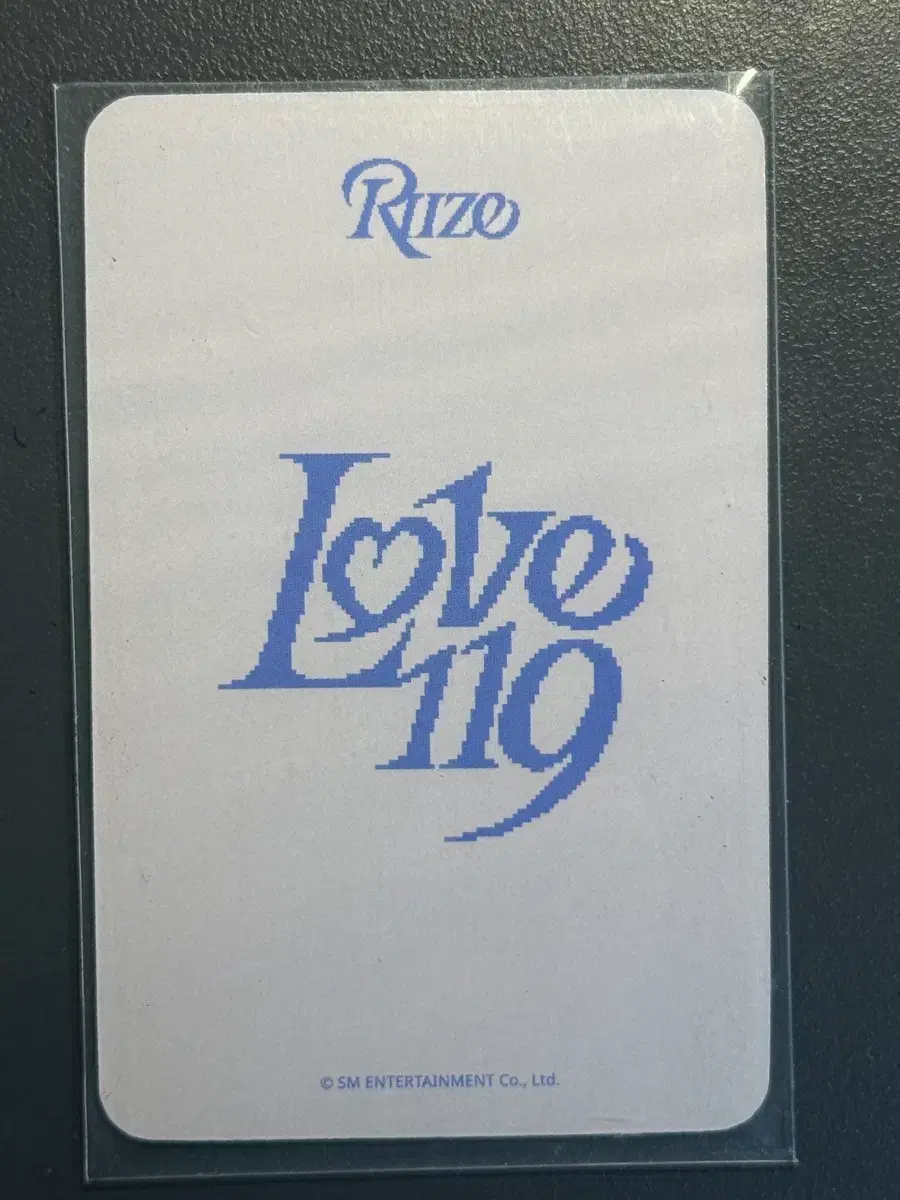 RIIZE
Love
119
© SM ENTERTAINMENT Co., Ltd.